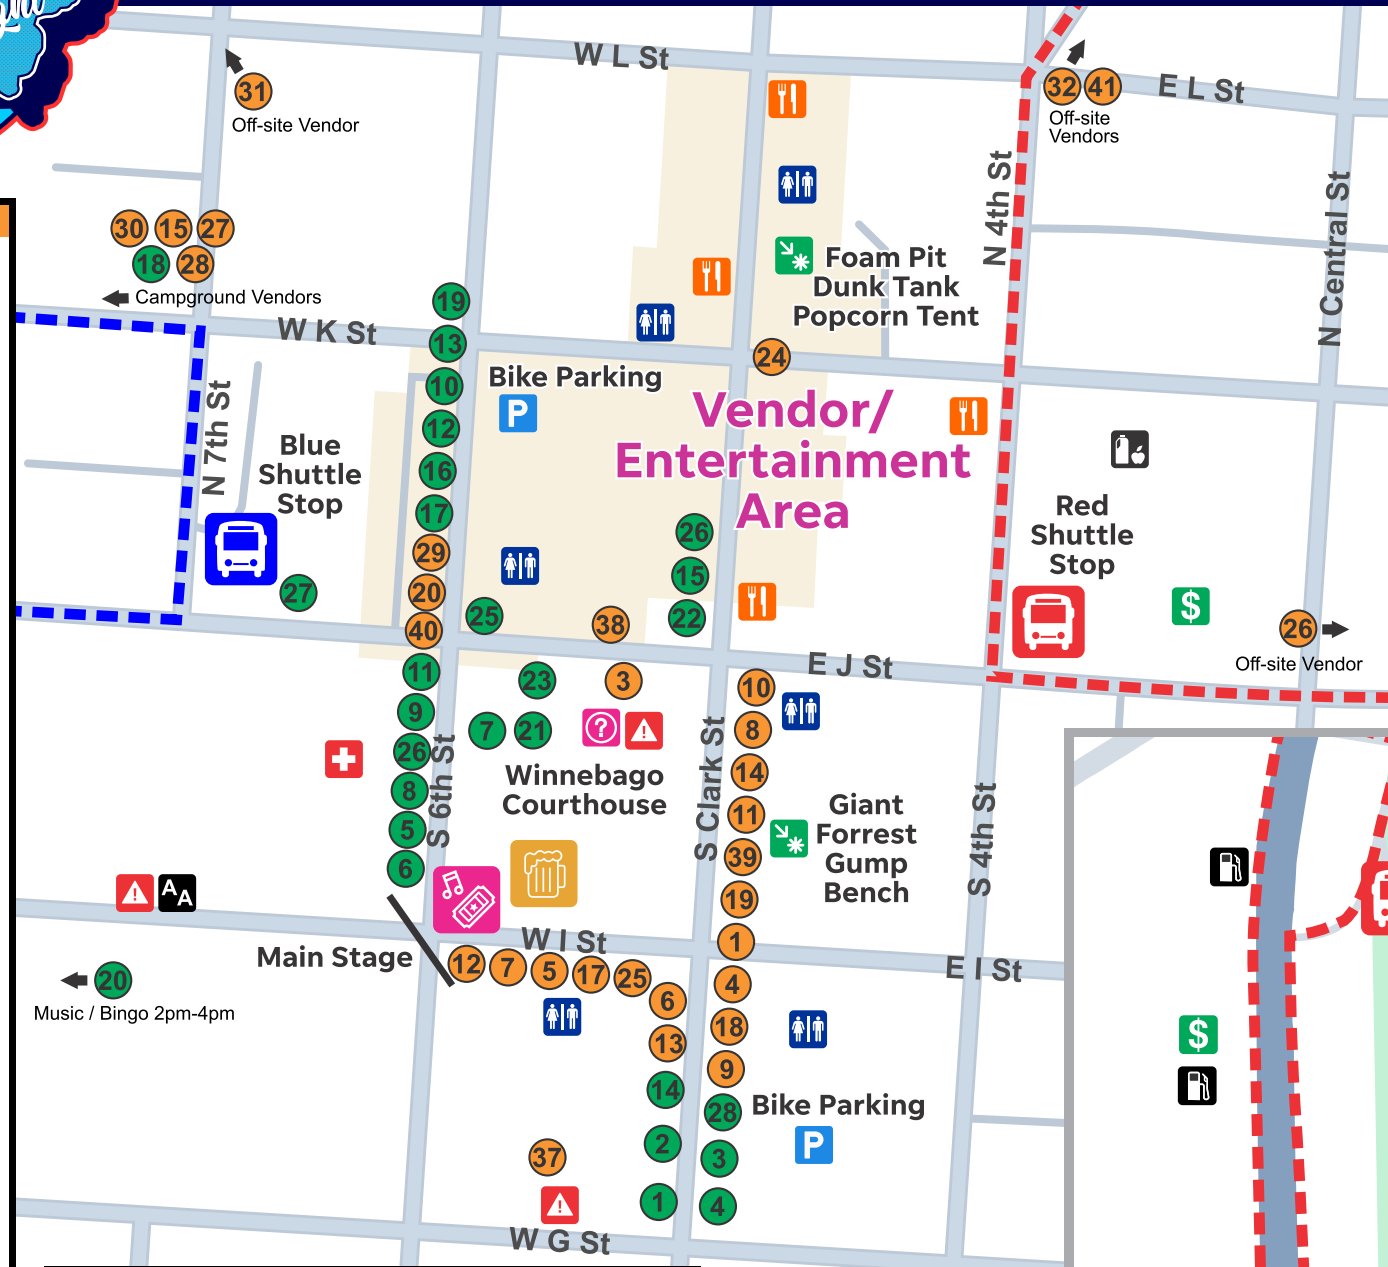 W L St
31
Off-site Vendor
32 41
E L St
Off-site
Vendors
N 4th St
N Central St
30 15 27
18 28
Campground Vendors
W K St
19
13
10
12
16
17
29
20
40
11
9
26
8
5
6
Foam Pit
Dunk Tank
Popcorn Tent
24
Bike Parking
P
Vendor/
Entertainment
Area
N 7th St
Blue
Shuttle
Stop
27
Red
Shuttle
Stop
$
26
Off-site Vendor
26
15
22
25
38
E J St
23
3
7
21
?
!
Winnebago
Courthouse
S 6th St
S Clark St
S 4th St
10
8
14
11
39
19
1
4
18
9
28
3
4
Giant
Forrest
Gump
Bench
!
AA
Main Stage
W I St
E I St
12
7
5
17
25
6
13
14
2
1
20
Music / Bingo 2pm-4pm
Bike Parking
P
37
!
W G St
$